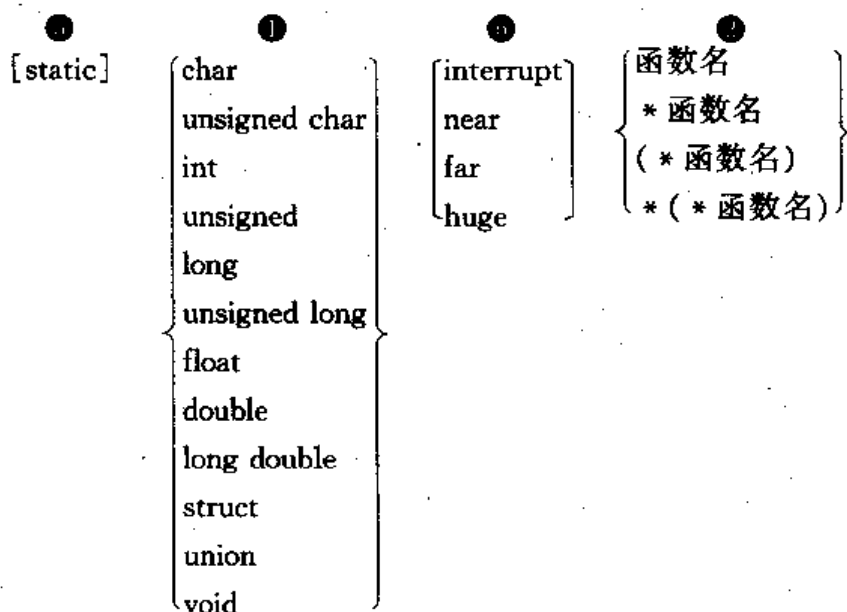 [static] char interrupt 函数名
unsigned char near *函数名
int far (*函数名)
unsigned huge *(*函数名)
long
unsigned long
float
double
long double
struct
union
void